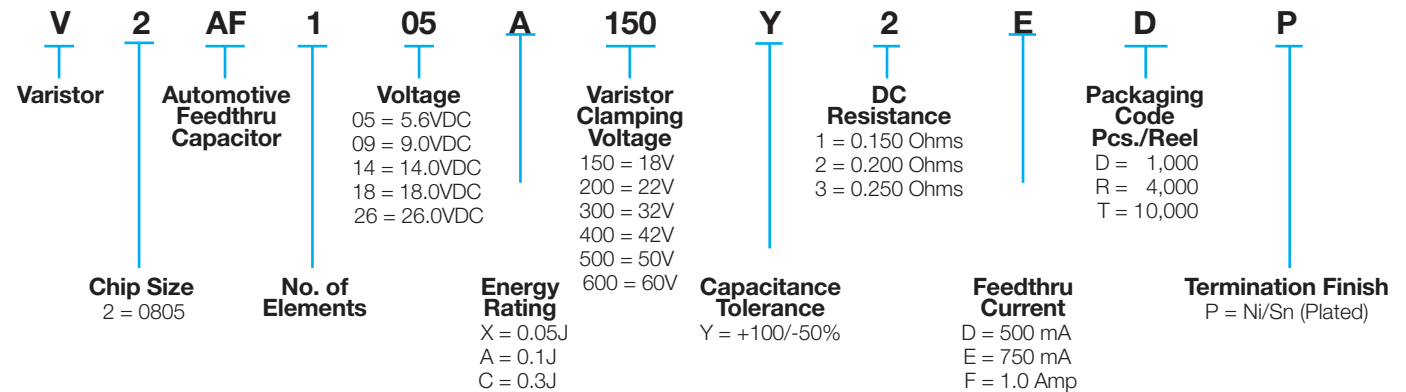 V 2 AF 1 05 A 150 Y 2 E D P
Varistor
Automotive
Feedthru
Capacitor
Voltage
05 = 5.6VDC
09 = 9.0VDC
14 = 14.0VDC
18 = 18.0VDC
26 = 26.0VDC
Varistor
Clamping
Voltage
150 = 18V
200 = 22V
300 = 32V
400 = 42V
500 = 50V
600 = 60V
DC
Resistance
1 = 0.150 Ohms
2 = 0.200 Ohms
3 = 0.250 Ohms
Packaging
Code
Pcs./Reel
D = 1,000
R = 4,000
T = 10,000
Chip Size
2 = 0805
No. of
Elements
Energy
Rating
X = 0.05J
A = 0.1J
C = 0.3J
Capacitance
Tolerance
Y = +100/-50%
Feedthru
Current
D = 500 mA
E = 750 mA
F = 1.0 Amp
Termination Finish
P = Ni/Sn (Plated)